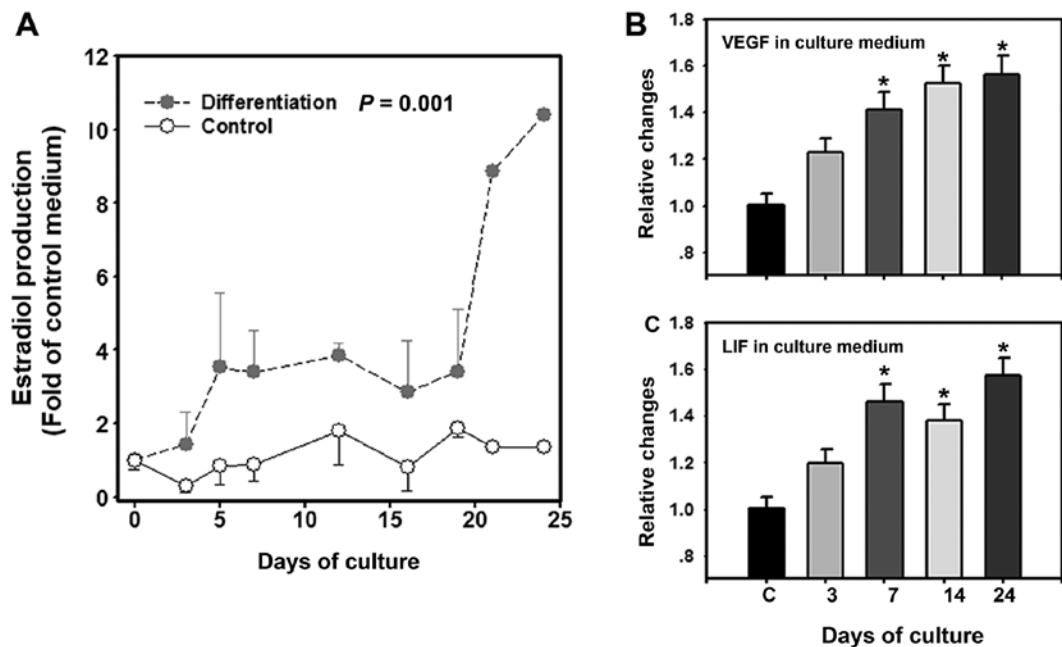 A
Estradiol production
(Fold of control medium)
12
10
8
6
4
2
0
Differentiation P = 0.001
Control
0 5 10 15 20 25
Days of culture
B
VEGF in culture medium
Relative changes
1.8
1.6
1.4
1.2
1.0
.8
* * *
C
LIF in culture medium
Relative changes
1.8
1.6
1.4
1.2
1.0
.8
* * *
C 3 7 14 24
Days of culture